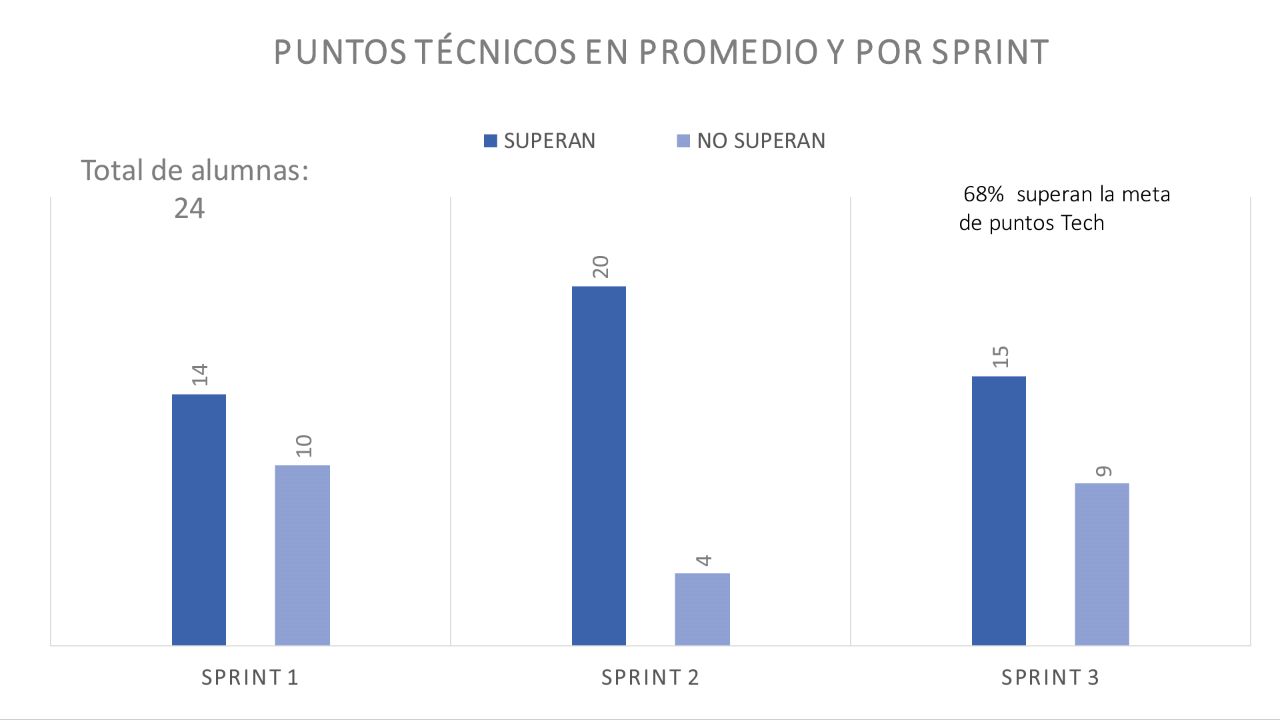 PUNTOS TÉCNICOS EN PROMEDIO Y POR SPRINT
SUPERAN
NO SUPERAN
Total de alumnas:
24
68% superan la meta
de puntos Tech
14
10
20
4
15
9
SPRINT 1
SPRINT 2
SPRINT 3